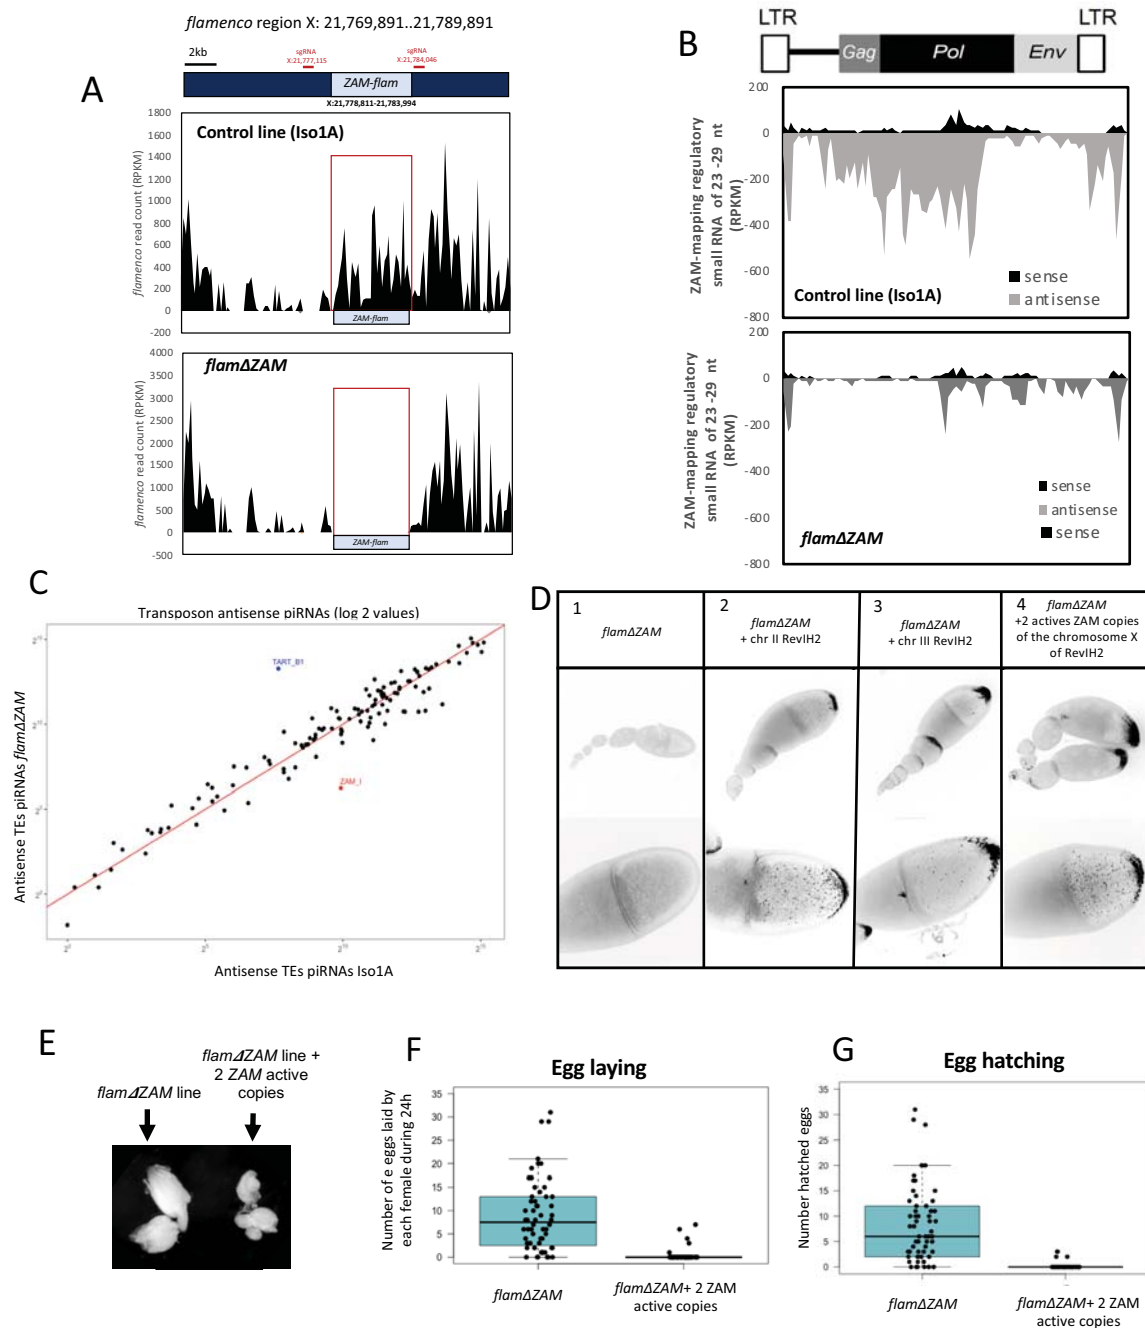 flamenco region X: 21,769,891..21,789,891
2kb
sgRNA
X:21,777,115
sgRNA
X:21,784,046
ZAM-flam
X:21,778,811-21,783,994
A
Control line (Iso1A)
flamenco read count (RPKM)
1800
1600
1400
1200
1000
800
600
400
200
0
-200
ZAM-flam
flamΔZAM
flamenco read count (RPKM)
4000
3500
3000
2500
2000
1500
1000
500
0
-500
ZAM-flam
B
LTR
LTR
Gag
Pol
Env
ZAM-mapping regulatory
small RNA of 23 -29 nt
(RPKM)
200
0
-200
-400
-600
-800
sense
antisense
Control line (Iso1A)
ZAM-mapping regulatory
small RNA of 23 -29 nt
(RPKM)
200
0
-200
-400
-600
-800
sense
antisense
sense
flamΔZAM
C
Transposon antisense piRNAs (log 2 values)
TART_B1
ZAM_I
Antisense TEs piRNAs flamΔZAM
Antisense TEs piRNAs Iso1A
D
1
flamΔZAM
2
flamΔZAM
+ chr II RevIH2
3
flamΔZAM
+ chr III RevIH2
4
flamΔZAM
+2 actives ZAM copies
of the chromosome X
of RevIH2
E
flamΔZAM line
flamΔZAM line +
2 ZAM active
copies
F
Egg laying
Number of e eggs laid by
each female during 24h
35
30
25
20
15
10
5
0
flamΔZAM
flamΔZAM+ 2 ZAM
active copies
G
Egg hatching
Number hatched eggs
35
30
25
20
15
10
5
0
flamΔZAM
flamΔZAM+ 2 ZAM
active copies